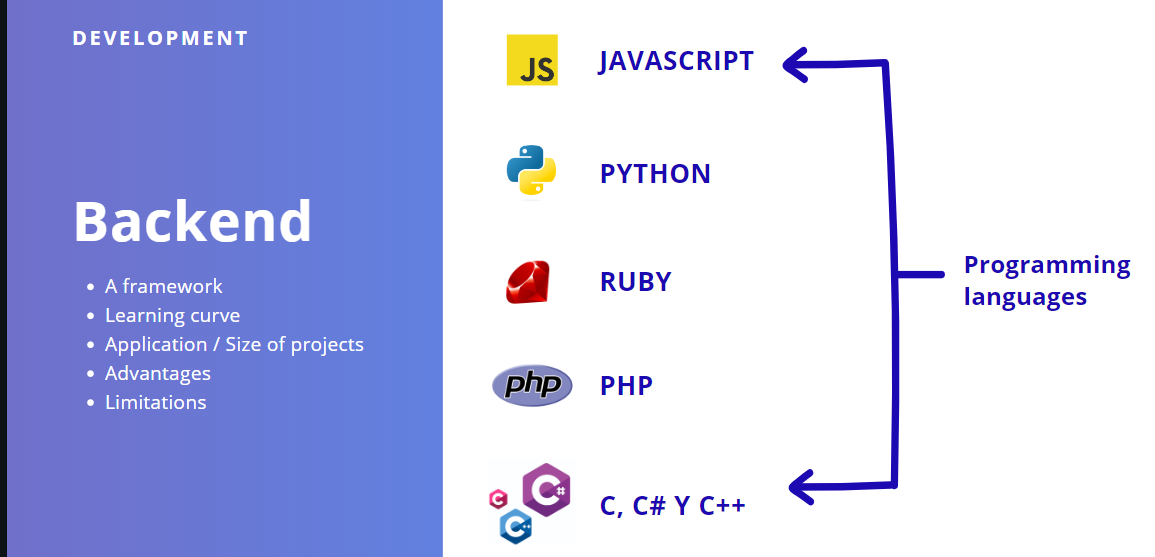 DEVELOPMENT
Backend
• A framework
• Learning curve
• Application / Size of projects
• Advantages
• Limitations
JS
JAVASCRIPT
PYTHON
RUBY
php
PHP
C
C#
C++
C, C# Y C++
Programming
languages